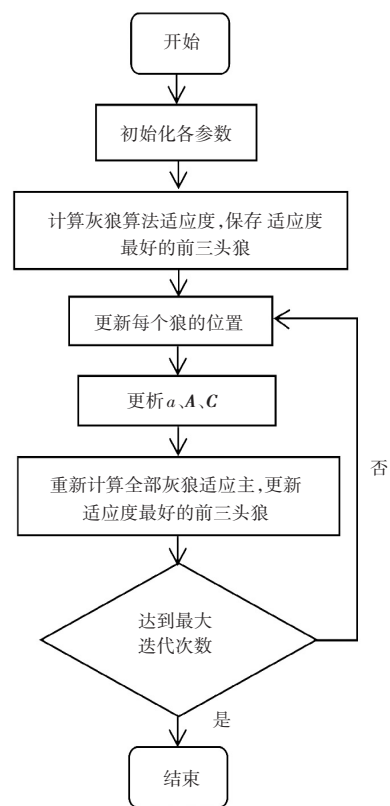 开始
初始化各参数
计算灰狼算法适应度,保存 适应度
最好的前三头狼
更新每个狼的位置
更析 a、A、C
否
重新计算全部灰狼适应主,更新
适应度最好的前三头狼
达到最大
迭代次数
是
结束